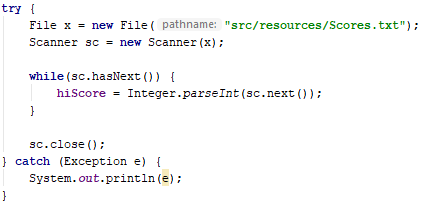 try {
    File x = new File( pathname: "src/resources/Scores.txt");
    Scanner sc = new Scanner(x);

    while(sc.hasNext()) {
        hiScore = Integer.parseInt(sc.next());
    }

    sc.close();
} catch (Exception e) {
    System.out.println(e);
}